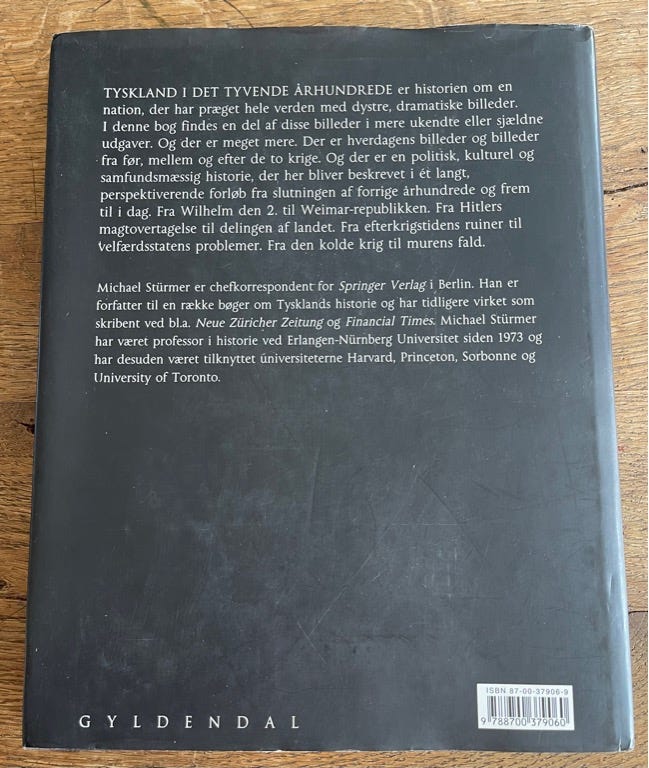 TYSKLAND I DET TYVENDE ÅRHUNDREDE er historien om en
nation, der har præget hele verden med dystre, dramatiske billeder.
I denne bog findes en del af disse billeder i mere ukendte eller sjældne
udgaver. Og der er meget mere. Der er hverdagens billeder og billeder
fra før, mellem og efter de to krige. Og der er en politisk, kulturel og
samfundsmæssig historie, der her bliver beskrevet i ét langt,
perspektiverende forløb fra slutningen af forrige århundrede og frem
til i dag. Fra Wilhelm den 2. til Weimar-republikken. Fra Hitlers
magtovertagelse til delingen af landet. Fra efterkrigstidens ruiner til
velfærdsstatens problemer. Fra den kolde krig til murens fald.
Michael Stürmer er chefkorrespondent for Springer Verlag i Berlin. Han er
forfatter til en række bøger om Tysklands historie og har tidligere virket som
skribent ved bl.a. Neue Züricher Zeitung og Financial Times. Michael Stürmer
har været professor i historie ved Erlangen-Nürnberg Universitet siden 1973 og
har desuden været tilknyttet universiteterne Harvard, Princeton, Sorbonne og
University of Toronto.
ISBN 87-00-37906-9
9 788700 379060
GYLDENDAL